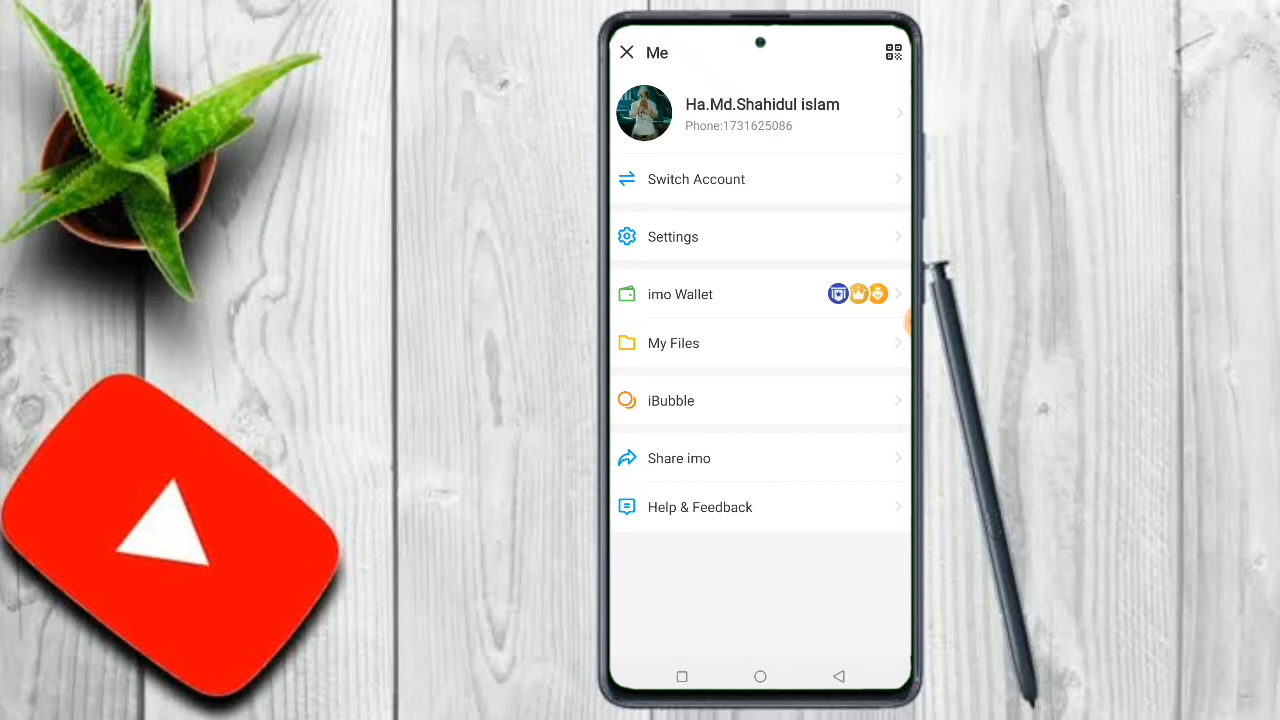 Me
Ha.Md.Shahidul islam
Phone:1731625086
Switch Account
Settings
imo Wallet
My Files
iBubble
Share imo
Help & Feedback